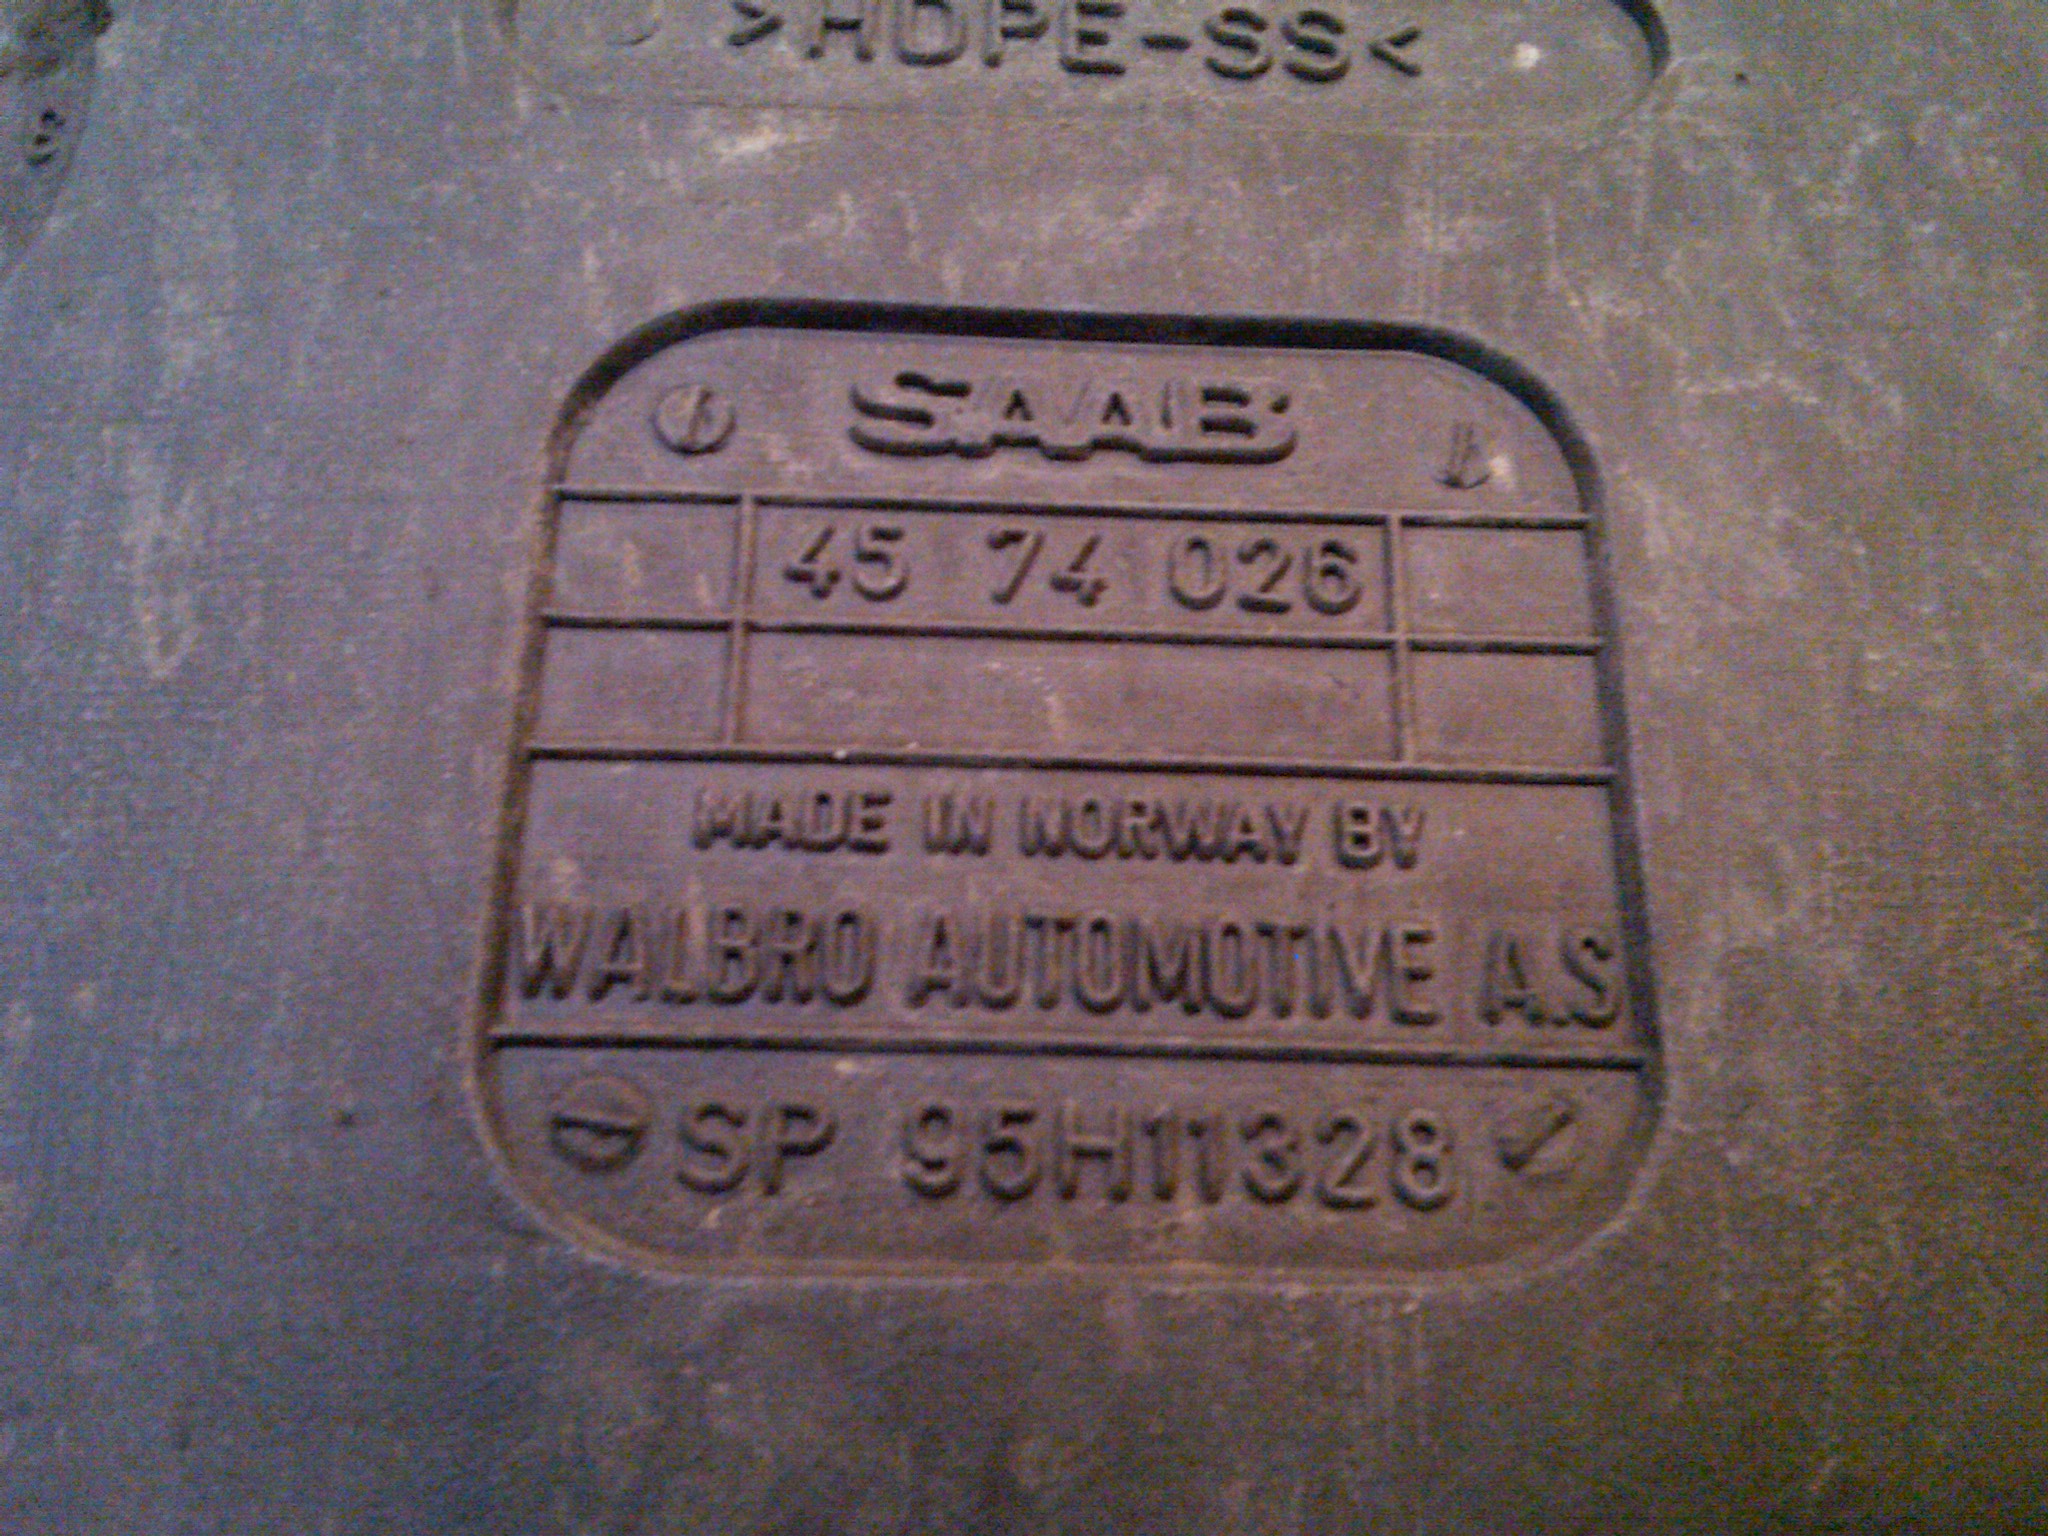 >HDPE-SS<
SAAB
45 74 026
MADE IN NORWAY BY
WALBRO AUTOMOTIVE A.S
SP 95H11328